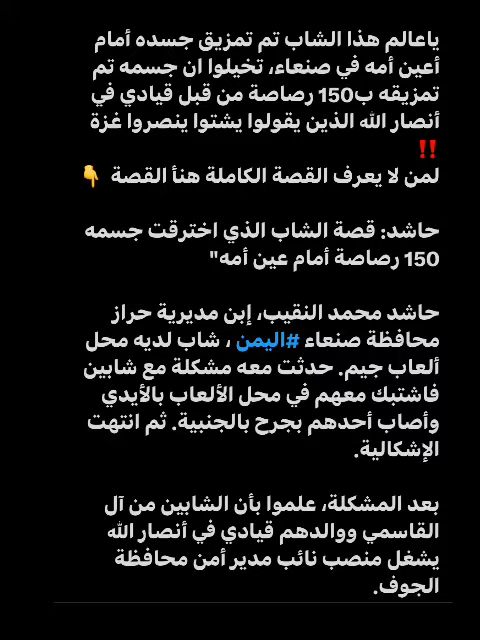 ياعالم هذا الشاب تم تمزيق جسده أمام
أعين أمه في صنعاء، تخيلوا ان جسمه تم
تمزيقه ب150 رصاصة من قبل قيادي في
أنصار الله الذين يقولوا يشتوا ينصروا غزة
‼️
لمن لا يعرف القصة الكاملة هنأ القصة 👇
حاشد: قصة الشاب الذي اخترقت جسمه
150 رصاصة أمام عين أمه"
حاشد محمد النقيب، إبن مديرية حراز
محافظة صنعاء #اليمن ، شاب لديه محل
ألعاب جيم. حدثت معه مشكلة مع شابين
فاشتبك معهم في محل الألعاب بالأيدي
وأصاب أحدهم بجرح بالجنبية. ثم انتهت
الإشكالية.
بعد المشكلة، علموا بأن الشابين من آل
القاسمي ووالدهم قيادي في أنصار الله
يشغل منصب نائب مدير أمن محافظة
الجوف.